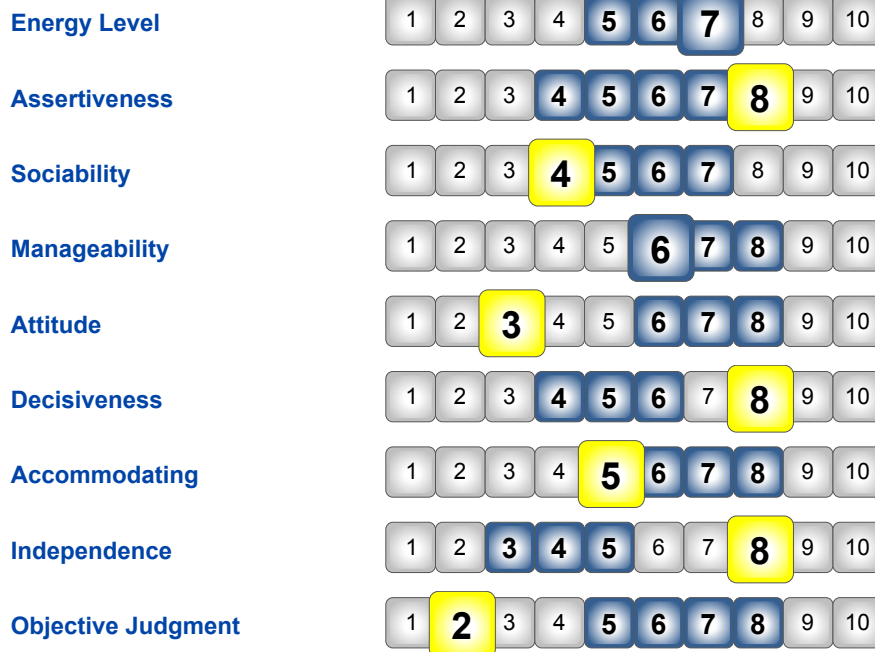 Energy Level 1 2 3 4 5 6 7 8 9 10
Assertiveness 1 2 3 4 5 6 7 8 9 10
Sociability 1 2 3 4 5 6 7 8 9 10
Manageability 1 2 3 4 5 6 7 8 9 10
Attitude 1 2 3 4 5 6 7 8 9 10
Decisiveness 1 2 3 4 5 6 7 8 9 10
Accommodating 1 2 3 4 5 6 7 8 9 10
Independence 1 2 3 4 5 6 7 8 9 10
Objective Judgment 1 2 3 4 5 6 7 8 9 10